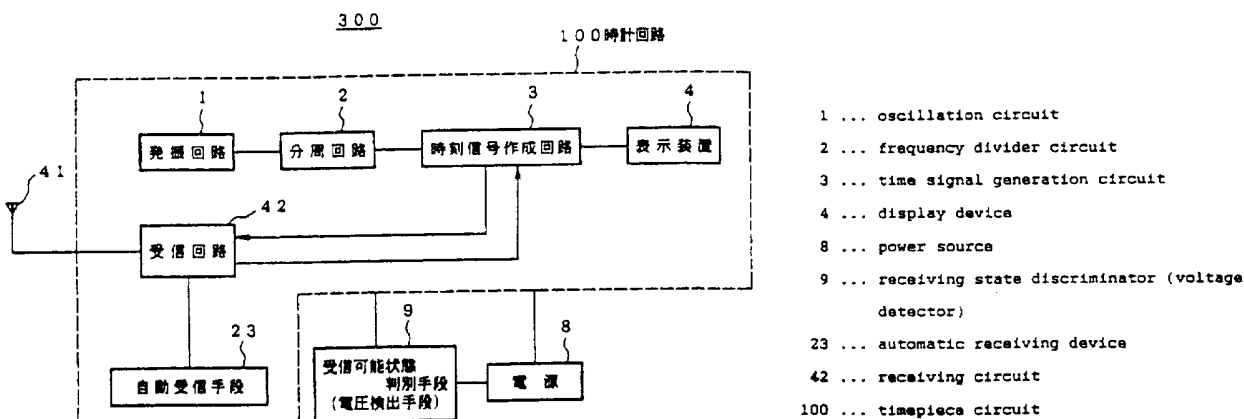 300
100時計回路
1
2
3
4
発振回路
分周回路
時刻信号作成回路
表示装置
41
42
受信回路
23
自動受信手段
9
受信可能状態
判別手段
(電圧検出手段)
8
電源
1 ... oscillation circuit
2 ... frequency divider circuit
3 ... time signal generation circuit
4 ... display device
8 ... power source
9 ... receiving state discriminator (voltage
detector)
23 ... automatic receiving device
42 ... receiving circuit
100 ... timepiece circuit